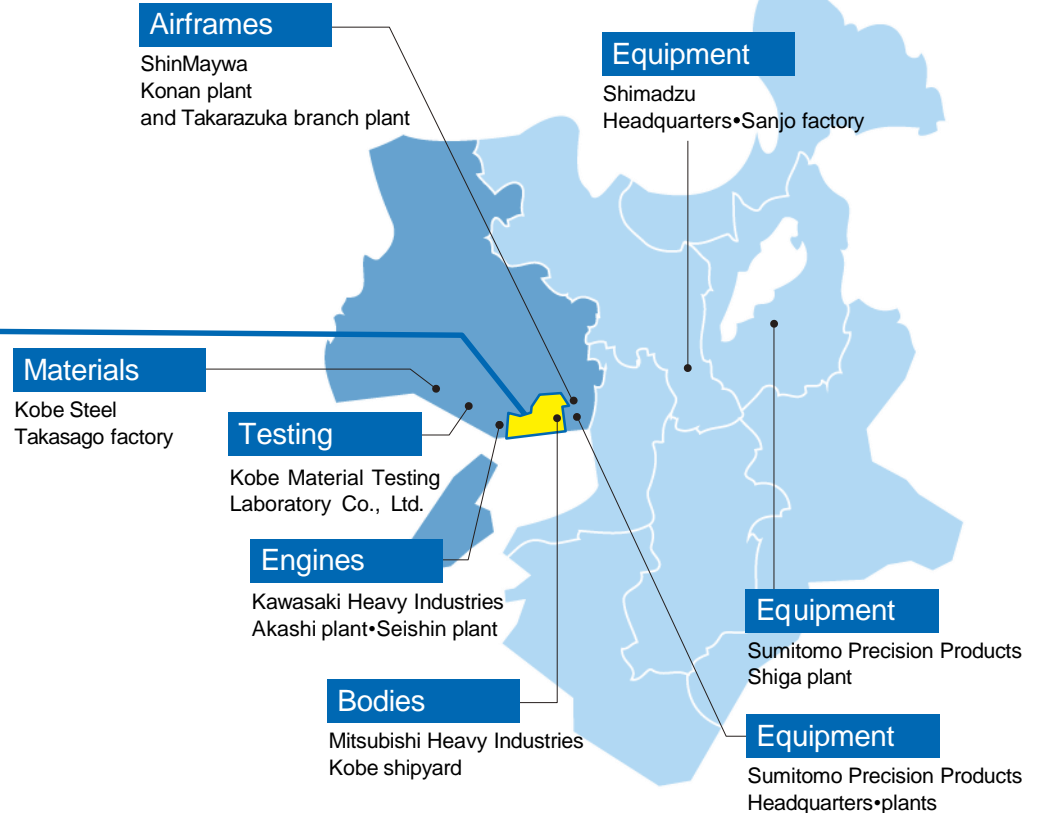 Airframes
ShinMaywa
Konan plant
and Takarazuka branch plant
Equipment
Shimadzu
Headquarters•Sanjo factory
Materials
Kobe Steel
Takasago factory
Testing
Kobe Material Testing
Laboratory Co., Ltd.
Engines
Kawasaki Heavy Industries
Akashi plant•Seishin plant
Bodies
Mitsubishi Heavy Industries
Kobe shipyard
Equipment
Sumitomo Precision Products
Shiga plant
Equipment
Sumitomo Precision Products
Headquarters•plants